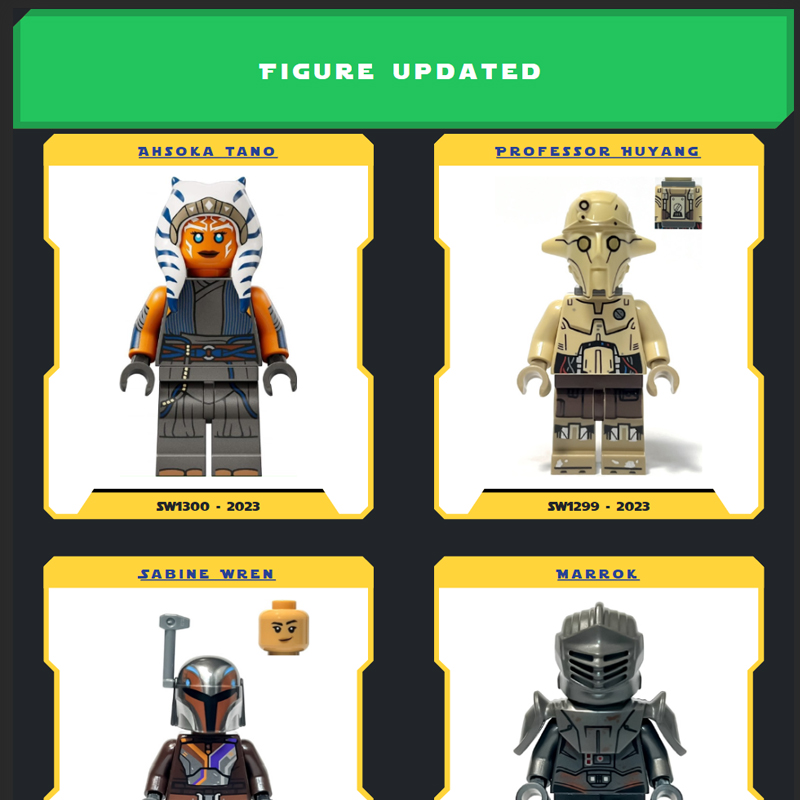 FIGURE UPDATED
AHSOKA TANO
PROFESSOR HUYANG
SW1300 - 2023
SW1299 - 2023
SABINE WREN
MARROK